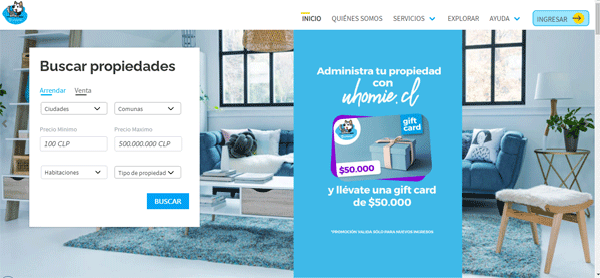 INICIO QUIÉNES SOMOS SERVICIOS EXPLORAR AYUDA INGRESAR
Buscar propiedades
Arrendar Venta
Ciudades Comunas
Precio Mínimo Precio Maximo
100 CLP 500.000.000 CLP
Habitaciones Tipo de propiedad
BUSCAR
Administra tu propiedad
con
uhomie.cl
gift
card
$50.000
y llévate una gift card
de $50.000
*PROMOCIÓN VALIDA SOLO PARA NUEVOS INGRESOS